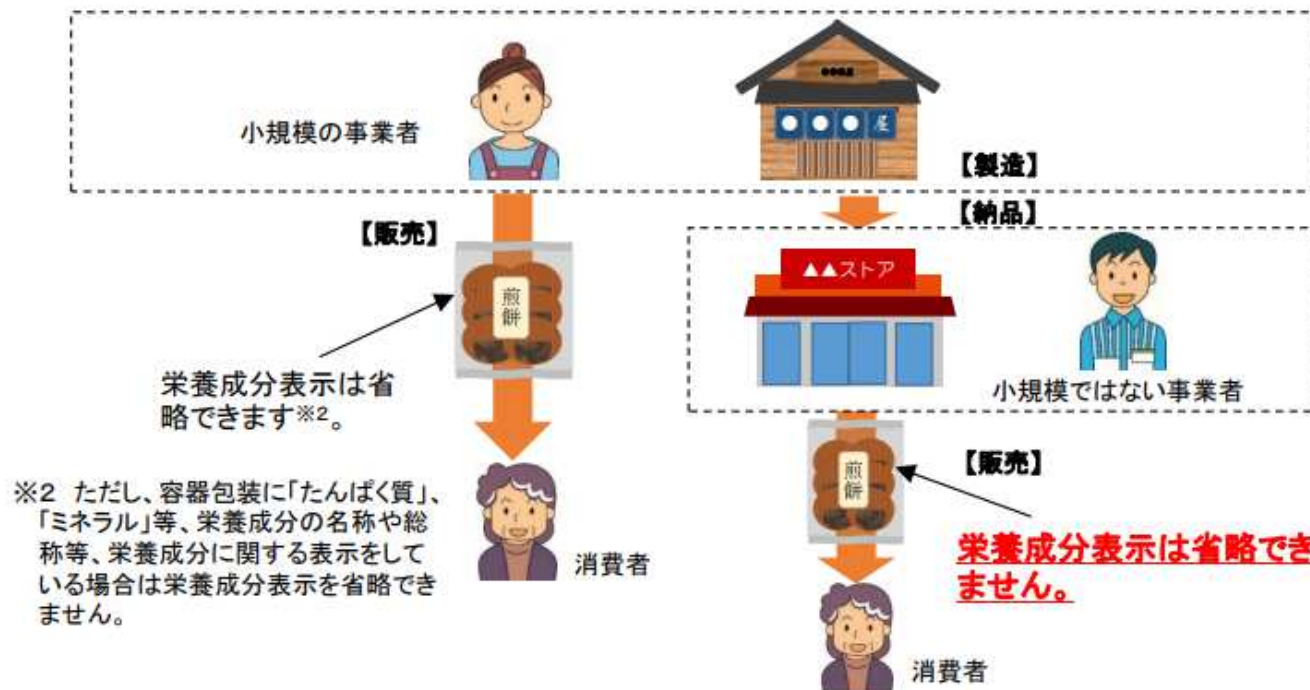 小規模の事業者
屋
【製造】
【納品】
【販売】
▲▲ストア
煎餅
小規模ではない事業者
栄養成分表示は省
略できます※2。
【販売】
煎餅
※2 ただし、容器包装に「たんぱく質」、
「ミネラル」等、栄養成分の名称や総
称等、栄養成分に関する表示をして
いる場合は栄養成分表示を省略でき
ません。
消費者
栄養成分表示は省略でき
ません。
消費者